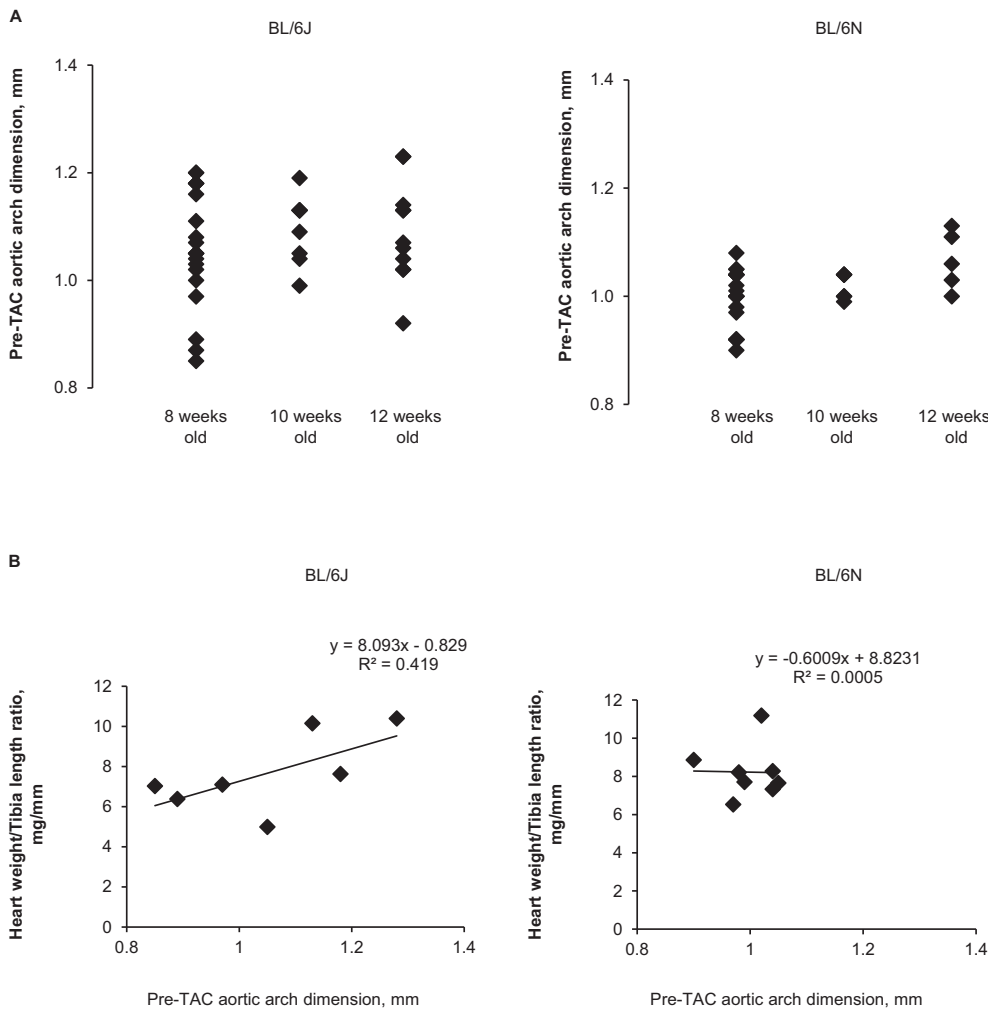 A
BL/6J
BL/6N
Pre-TAC aortic arch dimension, mm
1.4
1.2
1.0
0.8
8 weeks
old
10 weeks
old
12 weeks
old
Pre-TAC aortic arch dimension, mm
1.4
1.2
1.0
0.8
8 weeks
old
10 weeks
old
12 weeks
old
B
BL/6J
BL/6N
y = 8.093x - 0.829
R² = 0.419
Heart weight/Tibia length ratio,
mg/mm
12
10
8
6
4
2
0
0.8
1
1.2
1.4
Pre-TAC aortic arch dimension, mm
y = -0.6009x + 8.8231
R² = 0.0005
Heart weight/Tibia length ratio,
mg/mm
12
10
8
6
4
2
0
0.8
1
1.2
1.4
Pre-TAC aortic arch dimension, mm